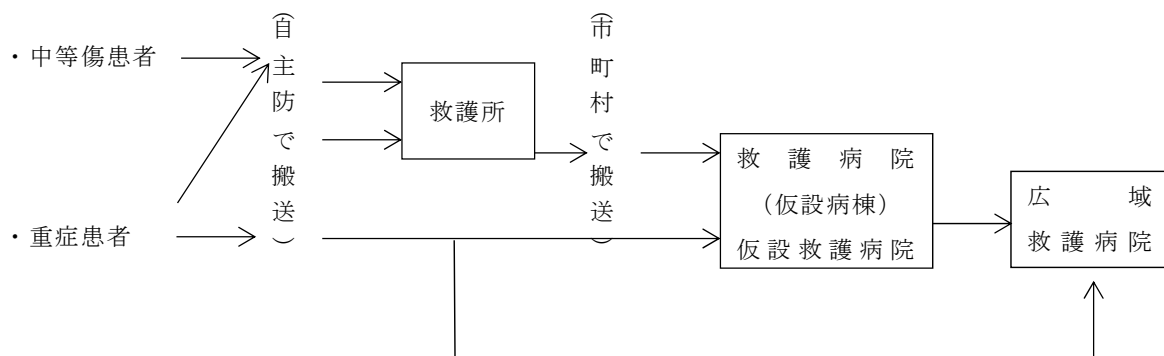 ・中等傷患者
・重症患者
（自主防で搬送）
救護所
（市町村で搬送）
救護病院
（仮設病棟）
仮設救護病院
広域
救護病院